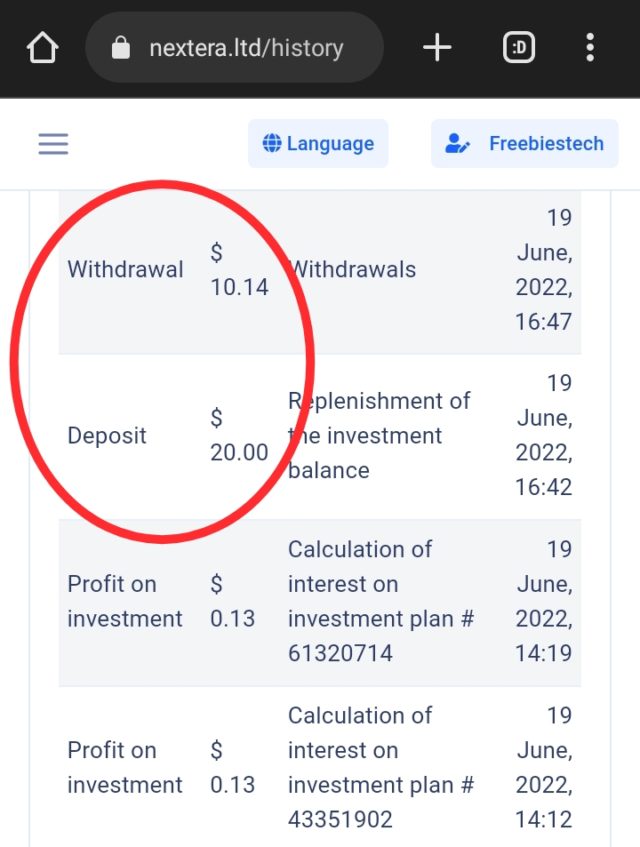 nextera.ltd/history
:D
Language
Freebiestech
Withdrawal
$
10.14
Withdrawals
19
June,
2022,
16:47
Deposit
$
20.00
Replenishment of
the investment
balance
19
June,
2022,
16:42
Profit on
investment
$
0.13
Calculation of
interest on
investment plan #
61320714
19
June,
2022,
14:19
Profit on
investment
$
0.13
Calculation of
interest on
investment plan #
43351902
19
June,
2022,
14:12